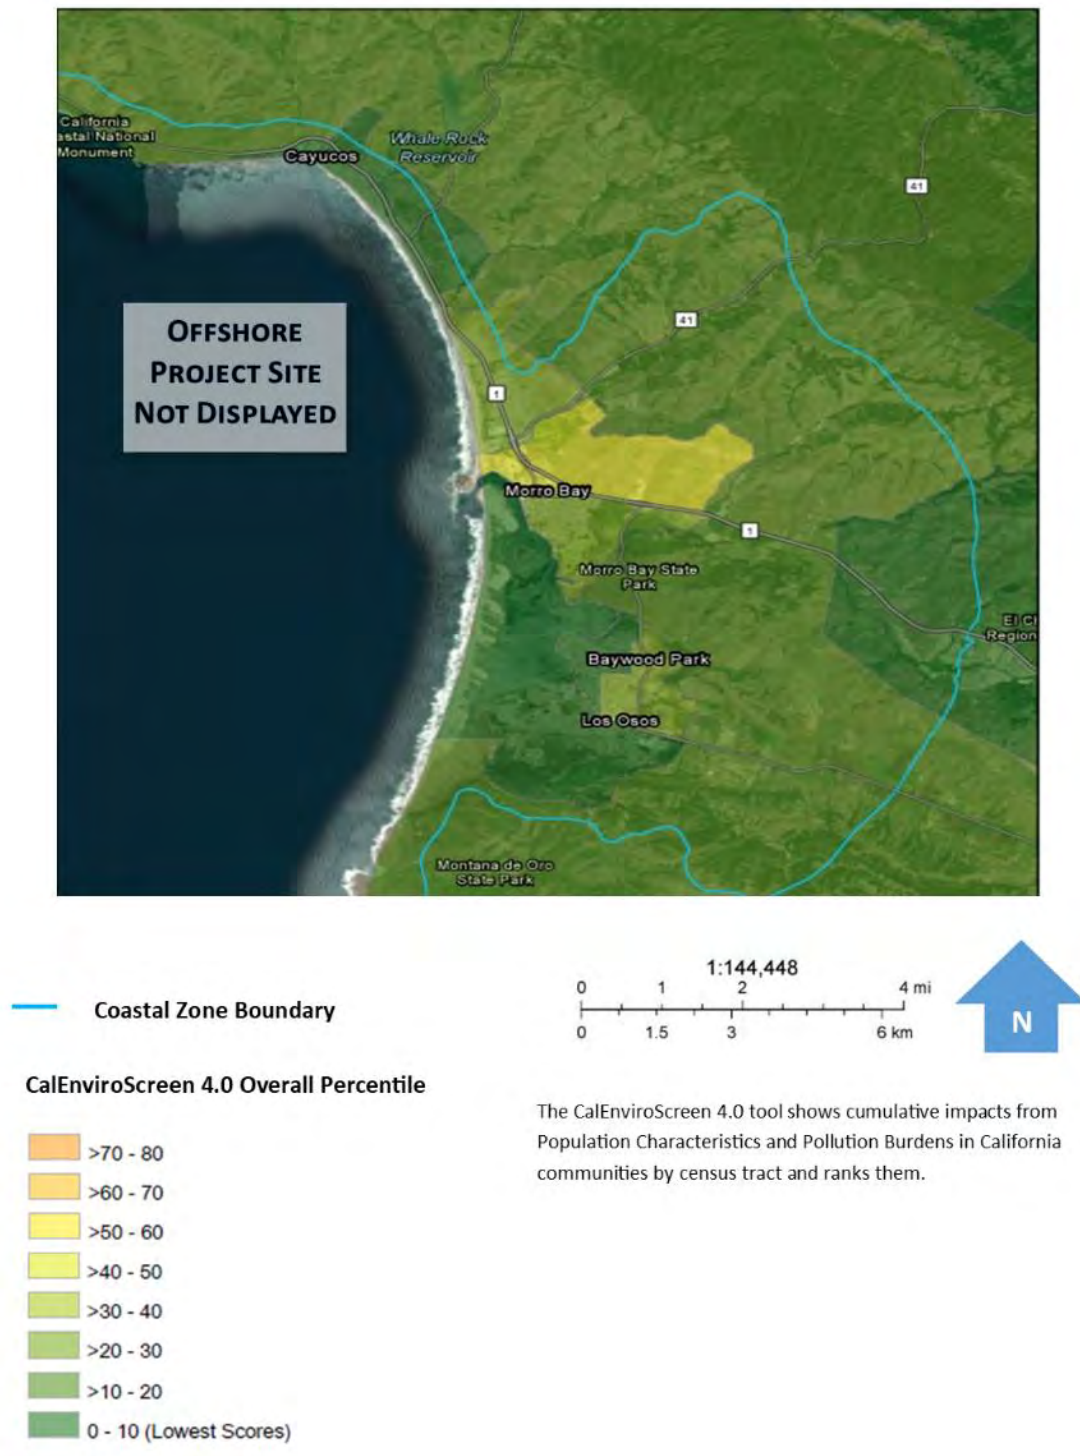 California
astal National
Monument
Whale Rock
Reservoir
Cayucos
41
OFFSHORE
PROJECT SITE
NOT DISPLAYED
41
1
Morro Bay
1
Morro Bay State
Park
El Ch
Region
Baywood Park
Los Osos
Montana de Oro
State Park
1:144,448
0 1 2 4 mi
0 1.5 3 6 km
N
Coastal Zone Boundary
CalEnviroScreen 4.0 Overall Percentile
The CalEnviroScreen 4.0 tool shows cumulative impacts from
Population Characteristics and Pollution Burdens in California
communities by census tract and ranks them.
>70 - 80
>60 - 70
>50 - 60
>40 - 50
>30 - 40
>20 - 30
>10 - 20
0 - 10 (Lowest Scores)